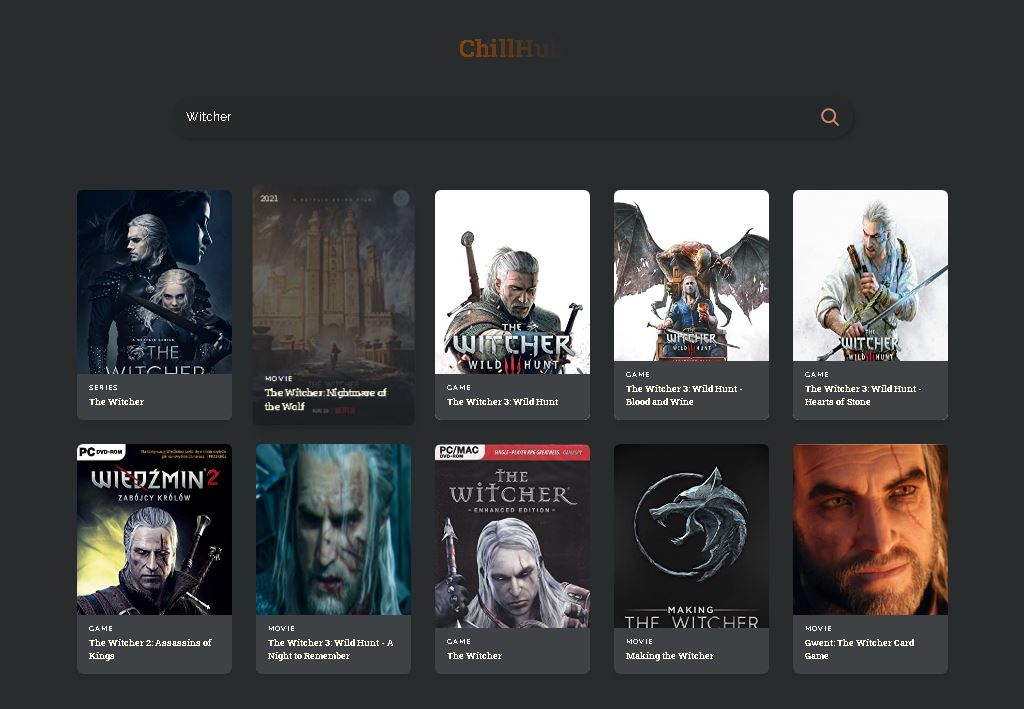 ChillHub
Witcher
THE
WITCHER
SERIES
The Witcher
2021
A NETFLIX ANIME FILM
MOVIE
The Witcher: Nightmare of
the Wolf
THE
WITCHER
WILD HUNT
GAME
The Witcher 3: Wild Hunt
THE
WITCHER
WILD HUNT
GAME
The Witcher 3: Wild Hunt -
Blood and Wine
THE
WITCHER
WILD HUNT
GAME
The Witcher 3: Wild Hunt -
Hearts of Stone
PC DVD-ROM
WIEDŹMIN 2
ZABÓJCY KRÓLÓW
GAME
The Witcher 2: Assassins of
Kings
MOVIE
The Witcher 3: Wild Hunt - A
Night to Remember
PC/MAC
DVD-ROM
SINGLE-PLAYER RPG GREATNESS. GAMESPY
THE
WITCHER
- ENHANCED EDITION -
GAME
The Witcher
MAKING
THE WITCHER
MOVIE
Making the Witcher
MOVIE
Gwent: The Witcher Card
Game